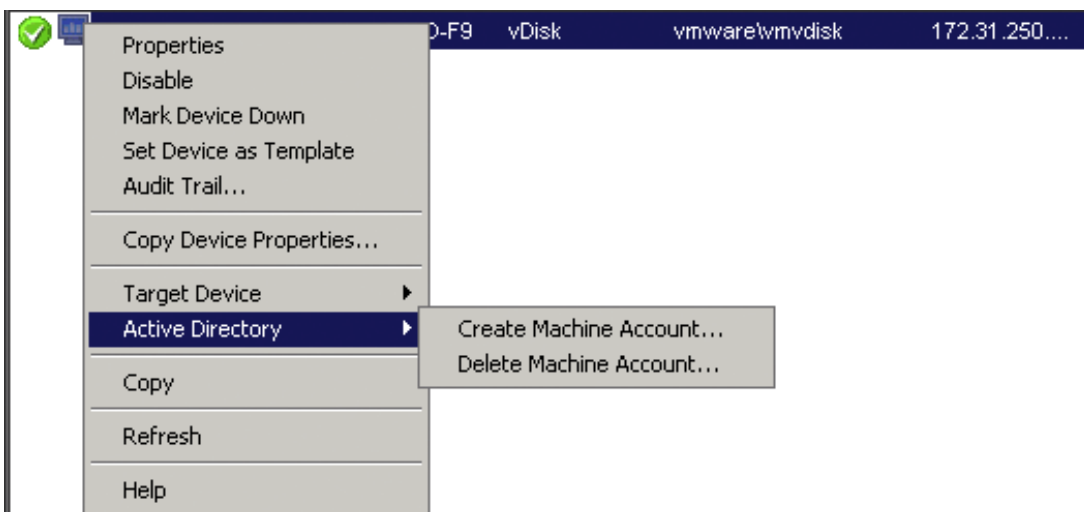 D-F9 vDisk vmware\vmvdisk 172.31.250....
Properties
Disable
Mark Device Down
Set Device as Template
Audit Trail...
Copy Device Properties...
Target Device
Active Directory
Create Machine Account...
Delete Machine Account...
Copy
Refresh
Help